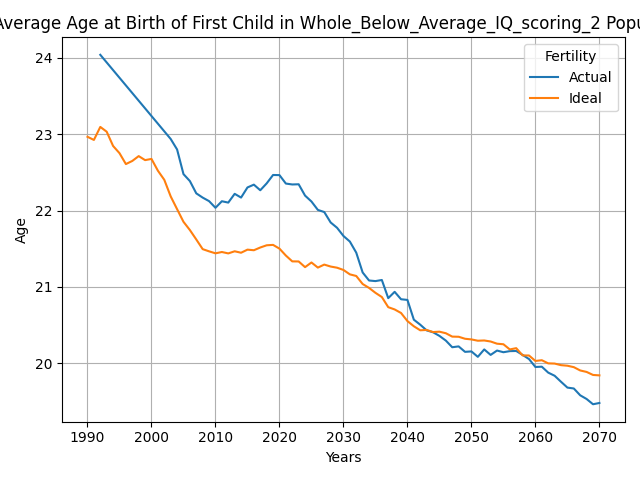 Average Age at Birth of First Child in Whole_Below_Average_IQ_scoring_2 Popu
Fertility
Actual
Ideal
24
23
22
21
20
Age
1990 2000 2010 2020 2030 2040 2050 2060 2070
Years